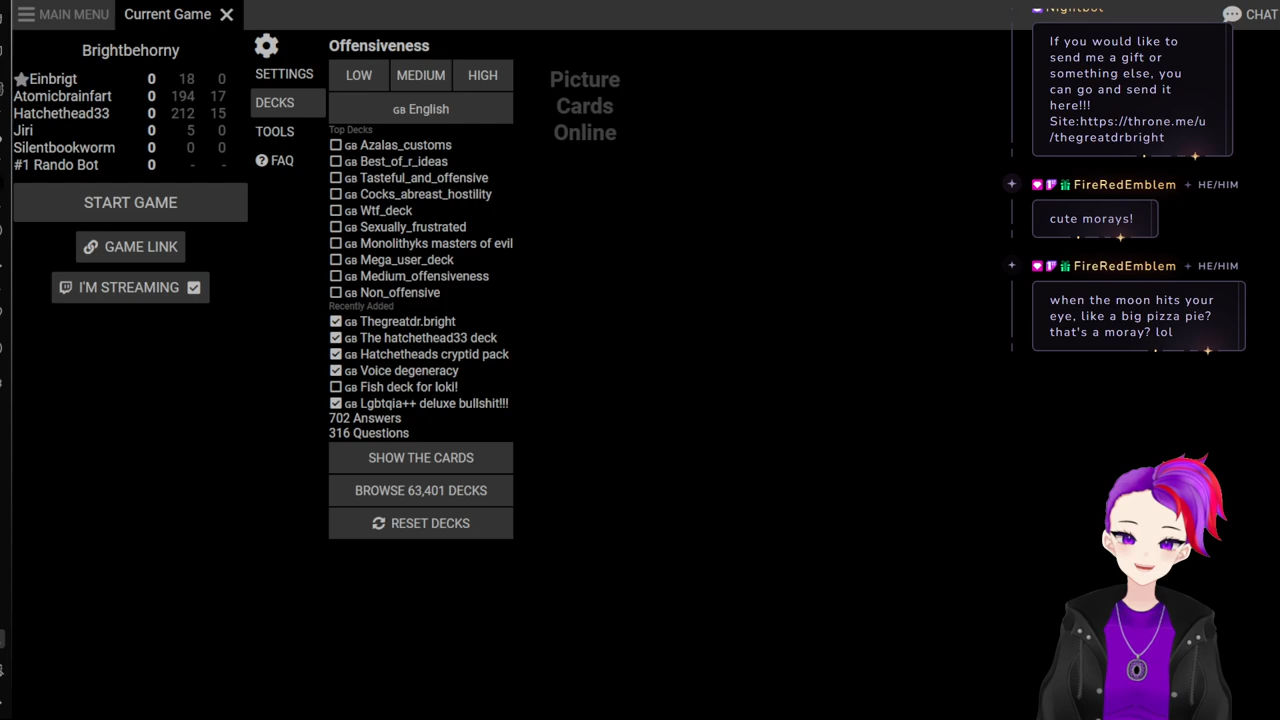 MAIN MENU
Current Game
Brightbehorny
Einbrigt 0 18 0
Atomicbrainfart 0 194 17
Hatchethead33 0 212 15
Jiri 0 5 0
Silentbookworm 0 0 0
#1 Rando Bot 0 - -
START GAME
GAME LINK
I'M STREAMING
SETTINGS
DECKS
TOOLS
FAQ
Offensiveness
LOW MEDIUM HIGH
GB English
Top Decks
GB Azalas_customs
GB Best_of_r_ideas
GB Tasteful_and_offensive
GB Cocks_abreast_hostility
GB Wtf_deck
GB Sexually_frustrated
GB Monolithyks masters of evil
GB Mega_user_deck
GB Medium_offensiveness
GB Non_offensive
Recently Added
GB Thegreatdr.bright
GB The hatchethead33 deck
GB Hatchetheads cryptid pack
GB Voice degeneracy
GB Fish deck for loki!
GB Lgbtqia++ deluxe bullshit!!!
702 Answers
316 Questions
SHOW THE CARDS
BROWSE 63,401 DECKS
RESET DECKS
Picture
Cards
Online
CHAT
Nightbot
If you would like to
send me a gift or
something else, you
can go and send it
here!!!
Site:https://throne.me/u
/thegreatdrbright
FireRedEmblem + HE/HIM
cute morays!
FireRedEmblem + HE/HIM
when the moon hits your
eye, like a big pizza pie?
that's a moray? lol